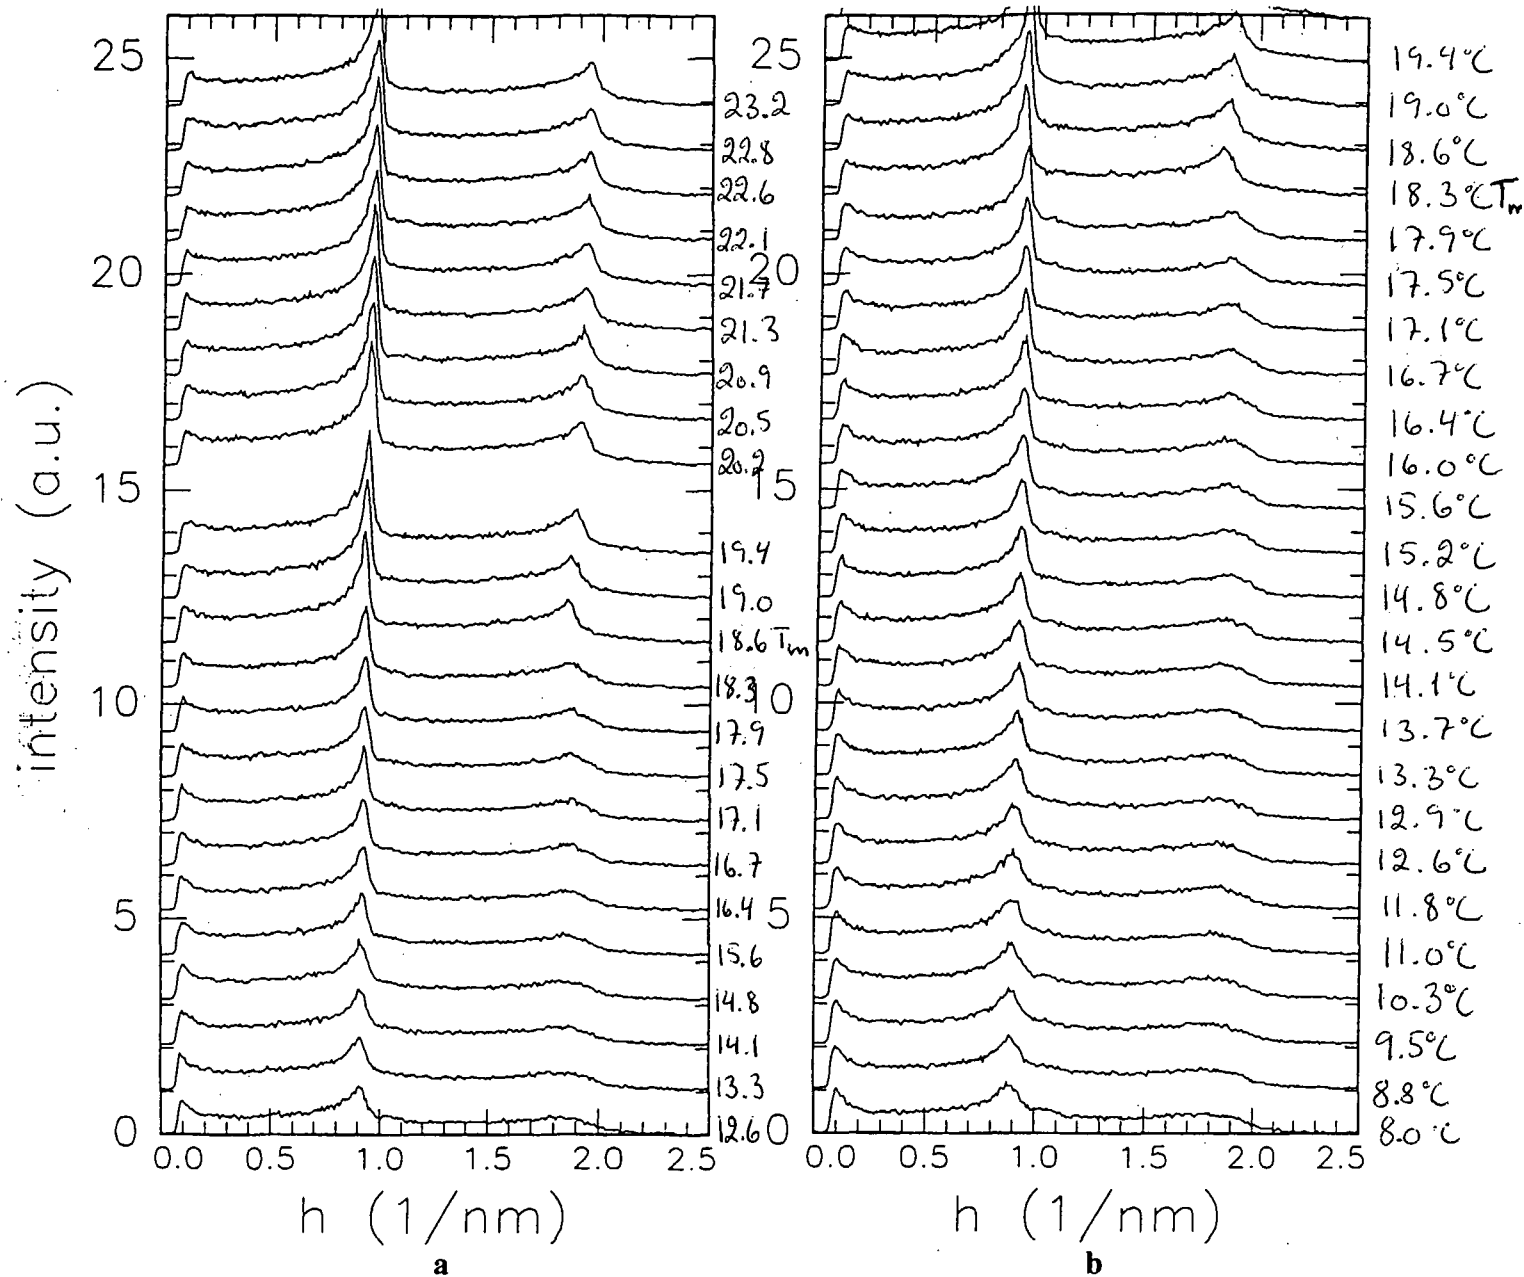 intensity (a.u.)
25
20
15
10
5
0
0.0 0.5 1.0 1.5 2.0 2.5
h (1/nm)
a
23.2
22.8
22.6
22.1
21.7
21.3
20.9
20.5
20.2
19.4
19.0
18.6 Tm
18.3
17.9
17.5
17.1
16.7
16.4
15.6
14.8
14.1
13.3
12.6
25
20
15
10
5
0
0.0 0.5 1.0 1.5 2.0 2.5
h (1/nm)
b
19.4°C
19.0°C
18.6°C
18.3°C Tm
17.9°C
17.5°C
17.1°C
16.7°C
16.4°C
16.0°C
15.6°C
15.2°C
14.8°C
14.5°C
14.1°C
13.7°C
13.3°C
12.9°C
12.6°C
11.8°C
11.0°C
10.3°C
9.5°C
8.8°C
8.0°C